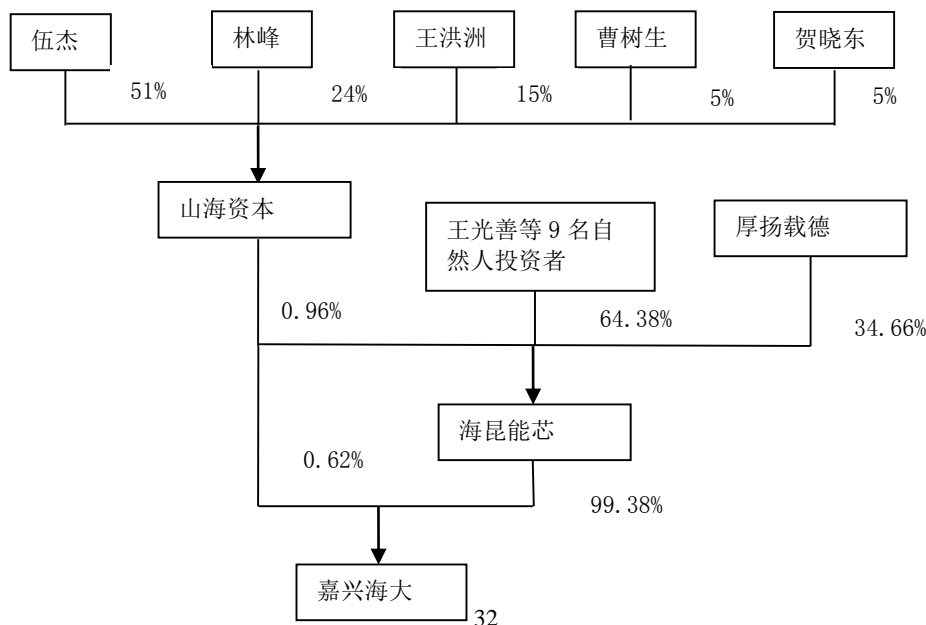 伍杰
林峰
王洪洲
曹树生
贺晓东
51%
24%
15%
5%
5%
山海资本
王光善等 9 名自
然人投资者
厚扬载德
0.96%
64.38%
34.66%
海昆能芯
0.62%
99.38%
嘉兴海大
32